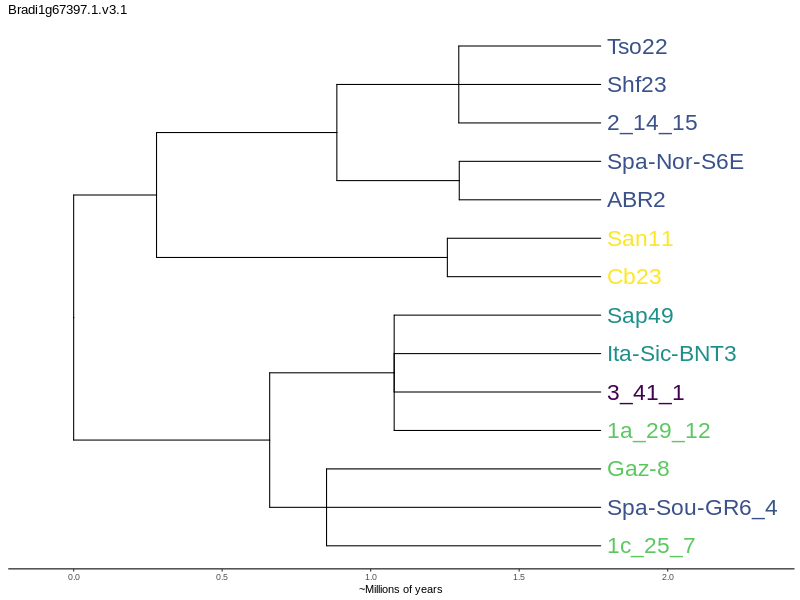 Bradi1g67397.1.v3.1
Tso22
Shf23
2_14_15
Spa-Nor-S6E
ABR2
San11
Cb23
Sap49
Ita-Sic-BNT3
3_41_1
1a_29_12
Gaz-8
Spa-Sou-GR6_4
1c_25_7
0.0 0.5 1.0 1.5 2.0
~Millions of years